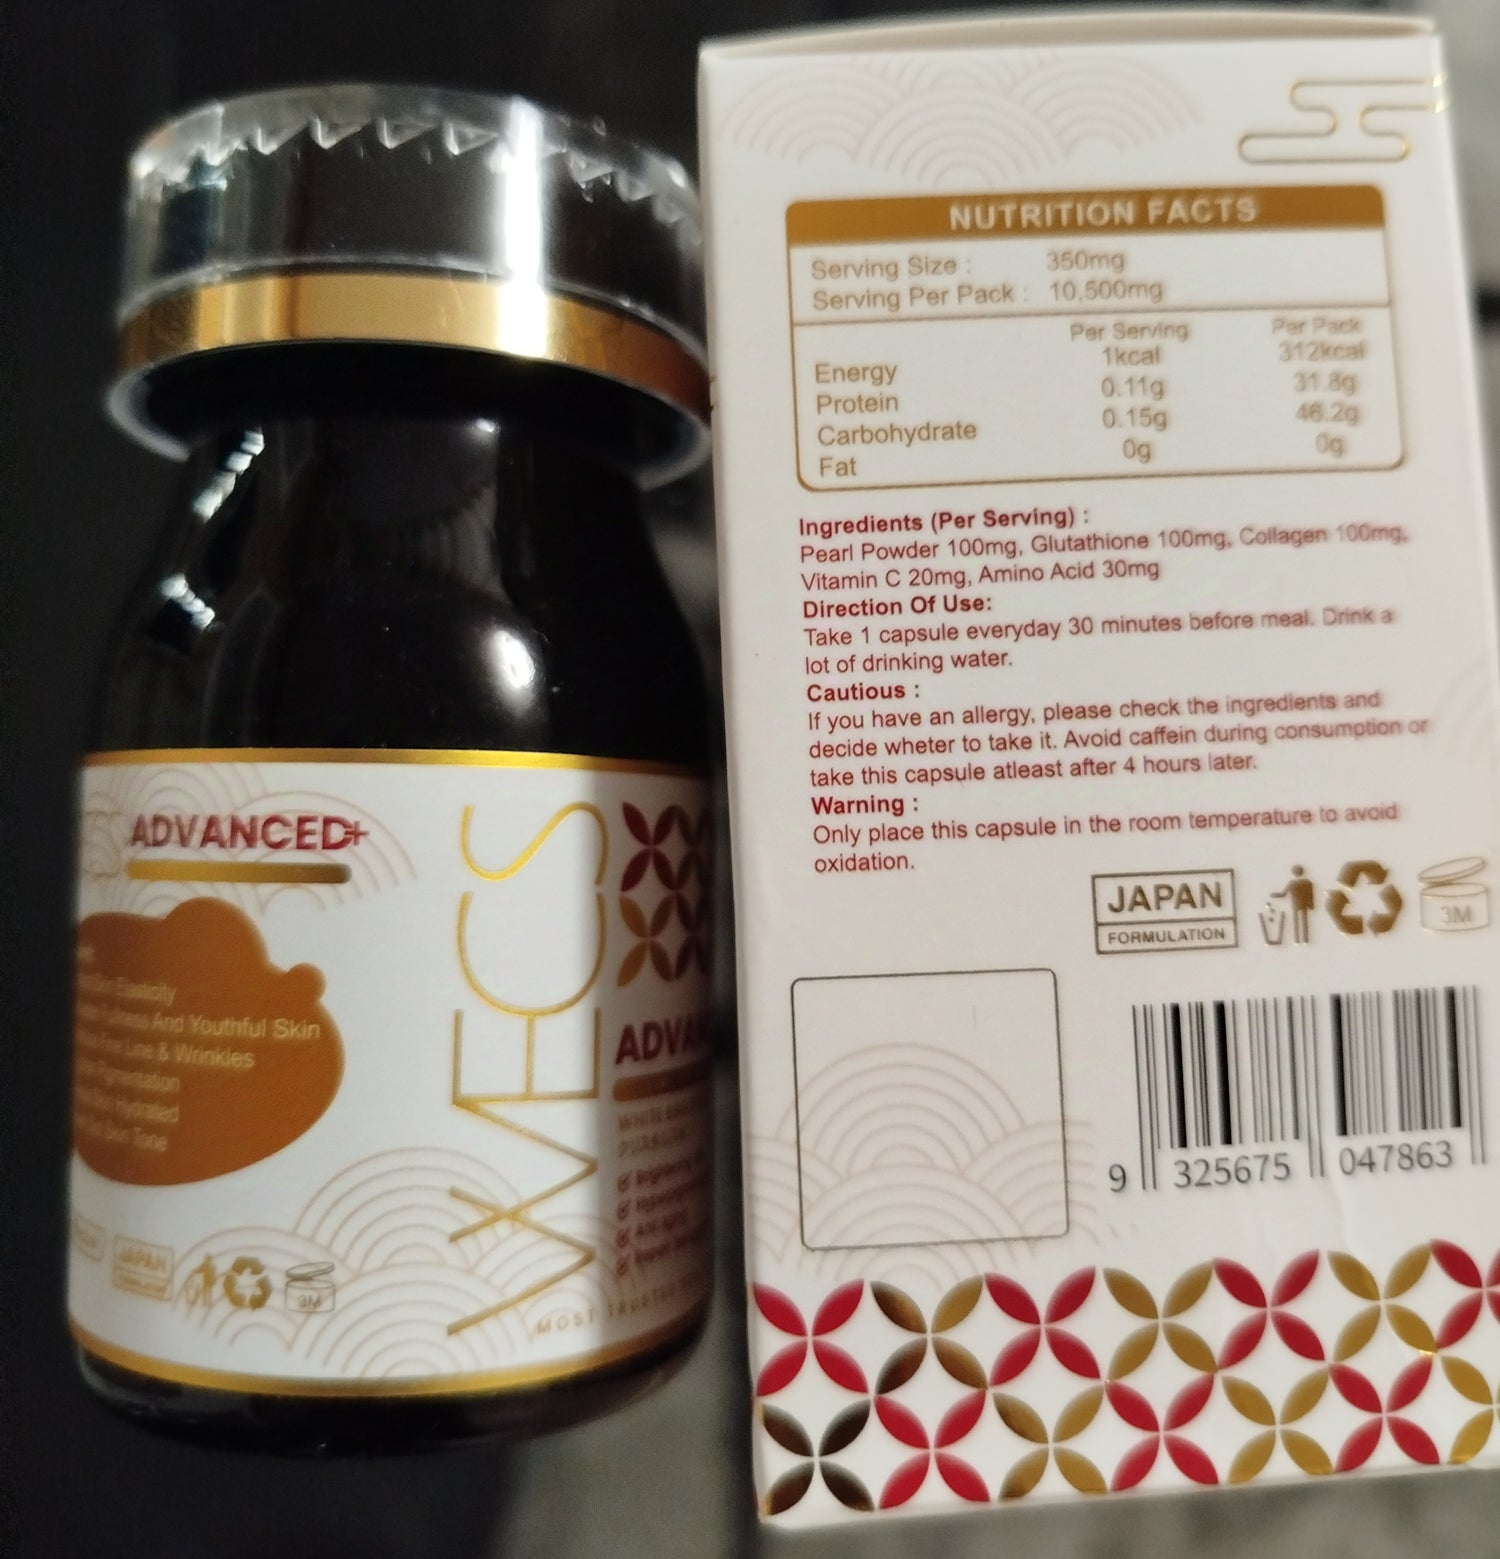 ADVANCED+
Elasticity
And Youthful Skin
Fine Line & Wrinkles
Pigmentation
Skin Hydrated
Skin Tone
JAPAN
3M
WMECS
ADVA
MOST TRUSTED
NUTRITION FACTS
Serving Size : 350mg
Serving Per Pack : 10,500mg
Per Serving Per Pack
Energy 1kcal 312kcal
Protein 0.11g 31.8g
Carbohydrate 0.15g 46.2g
Fat 0g 0g
Ingredients (Per Serving) :
Pearl Powder 100mg, Glutathione 100mg, Collagen 100mg,
Vitamin C 20mg, Amino Acid 30mg
Direction Of Use:
Take 1 capsule everyday 30 minutes before meal. Drink a
lot of drinking water.
Cautious :
If you have an allergy, please check the ingredients and
decide wheter to take it. Avoid caffein during consumption or
take this capsule atleast after 4 hours later.
Warning :
Only place this capsule in the room temperature to avoid
oxidation.
JAPAN
FORMULATION
3M
9 325675 047863